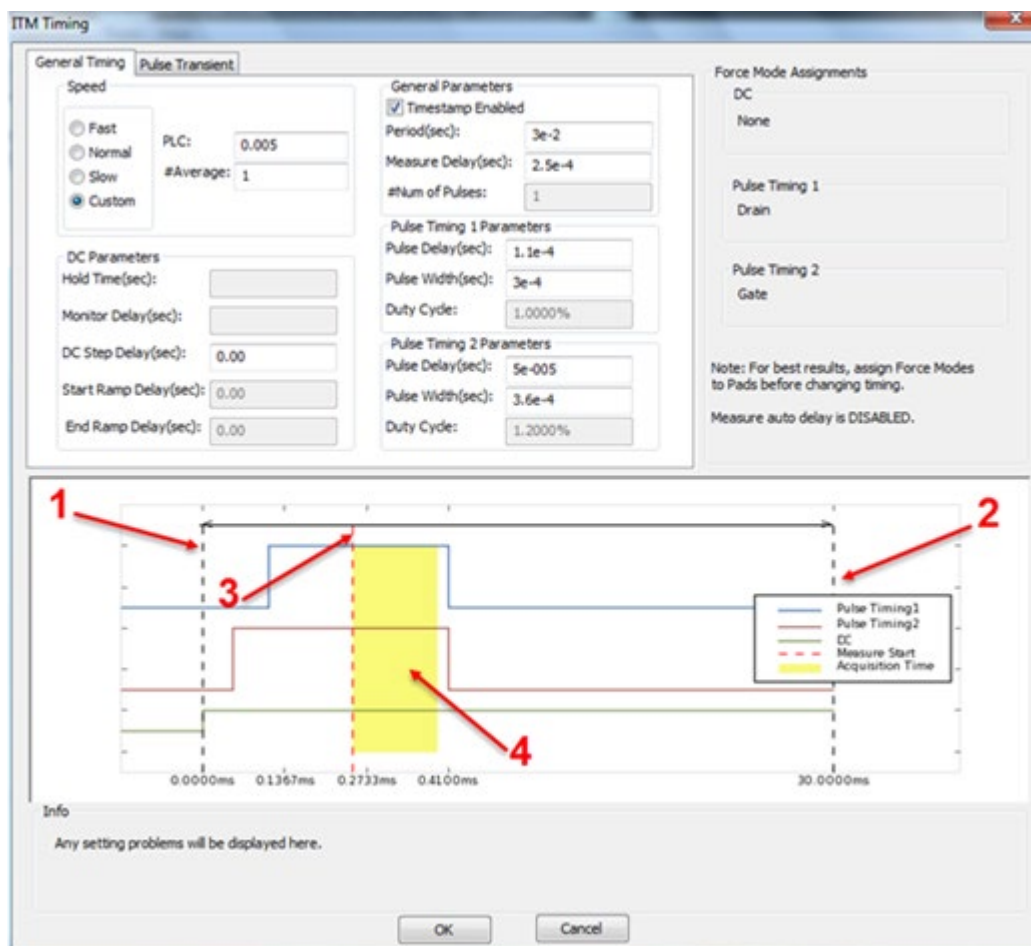 ITM Timing
General Timing
Pulse Transient
Speed
Fast
Normal
Slow
Custom
PLC: 0.005
#Average: 1
DC Parameters
Hold Time(sec):
Monitor Delay(sec):
DC Step Delay(sec): 0.00
Start Ramp Delay(sec): 0.00
End Ramp Delay(sec): 0.00
General Parameters
Timestamp Enabled
Period(sec): 3e-2
Measure Delay(sec): 2.5e-4
#Num of Pulses: 1
Pulse Timing 1 Parameters
Pulse Delay(sec): 1.1e-4
Pulse Width(sec): 3e-4
Duty Cycle: 1.0000%
Pulse Timing 2 Parameters
Pulse Delay(sec): 5e-005
Pulse Width(sec): 3.6e-4
Duty Cycle: 1.2000%
Force Mode Assignments
DC
None
Pulse Timing 1
Drain
Pulse Timing 2
Gate
Note: For best results, assign Force Modes
to Pads before changing timing.
Measure auto delay is DISABLED.
1
2
3
4
Pulse Timing1
Pulse Timing2
DC
Measure Start
Acquisition Time
0.0000ms 0.1367ms 0.2733ms 0.4100ms 30.0000ms
Info
Any setting problems will be displayed here.
OK
Cancel